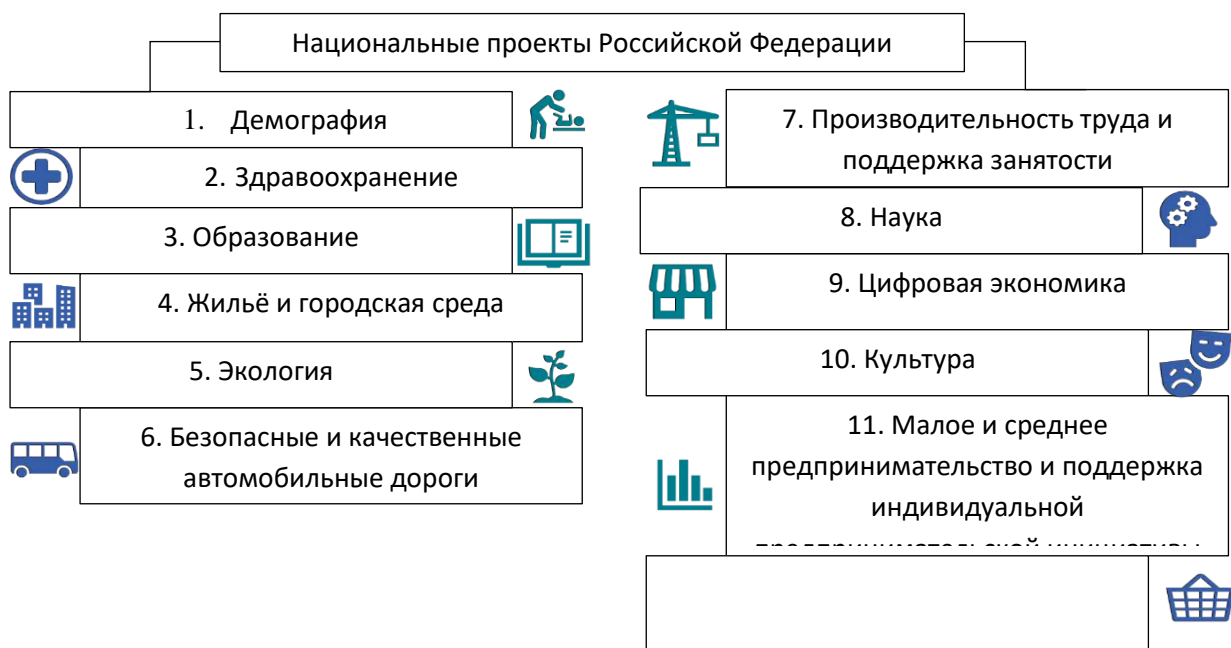 Национальные проекты Российской Федерации
1. Демография
2. Здравоохранение
3. Образование
4. Жильё и городская среда
5. Экология
6. Безопасные и качественные
автомобильные дороги
7. Производительность труда и
поддержка занятости
8. Наука
9. Цифровая экономика
10. Культура
11. Малое и среднее
предпринимательство и поддержка
индивидуальной
предпринимательской инициативы